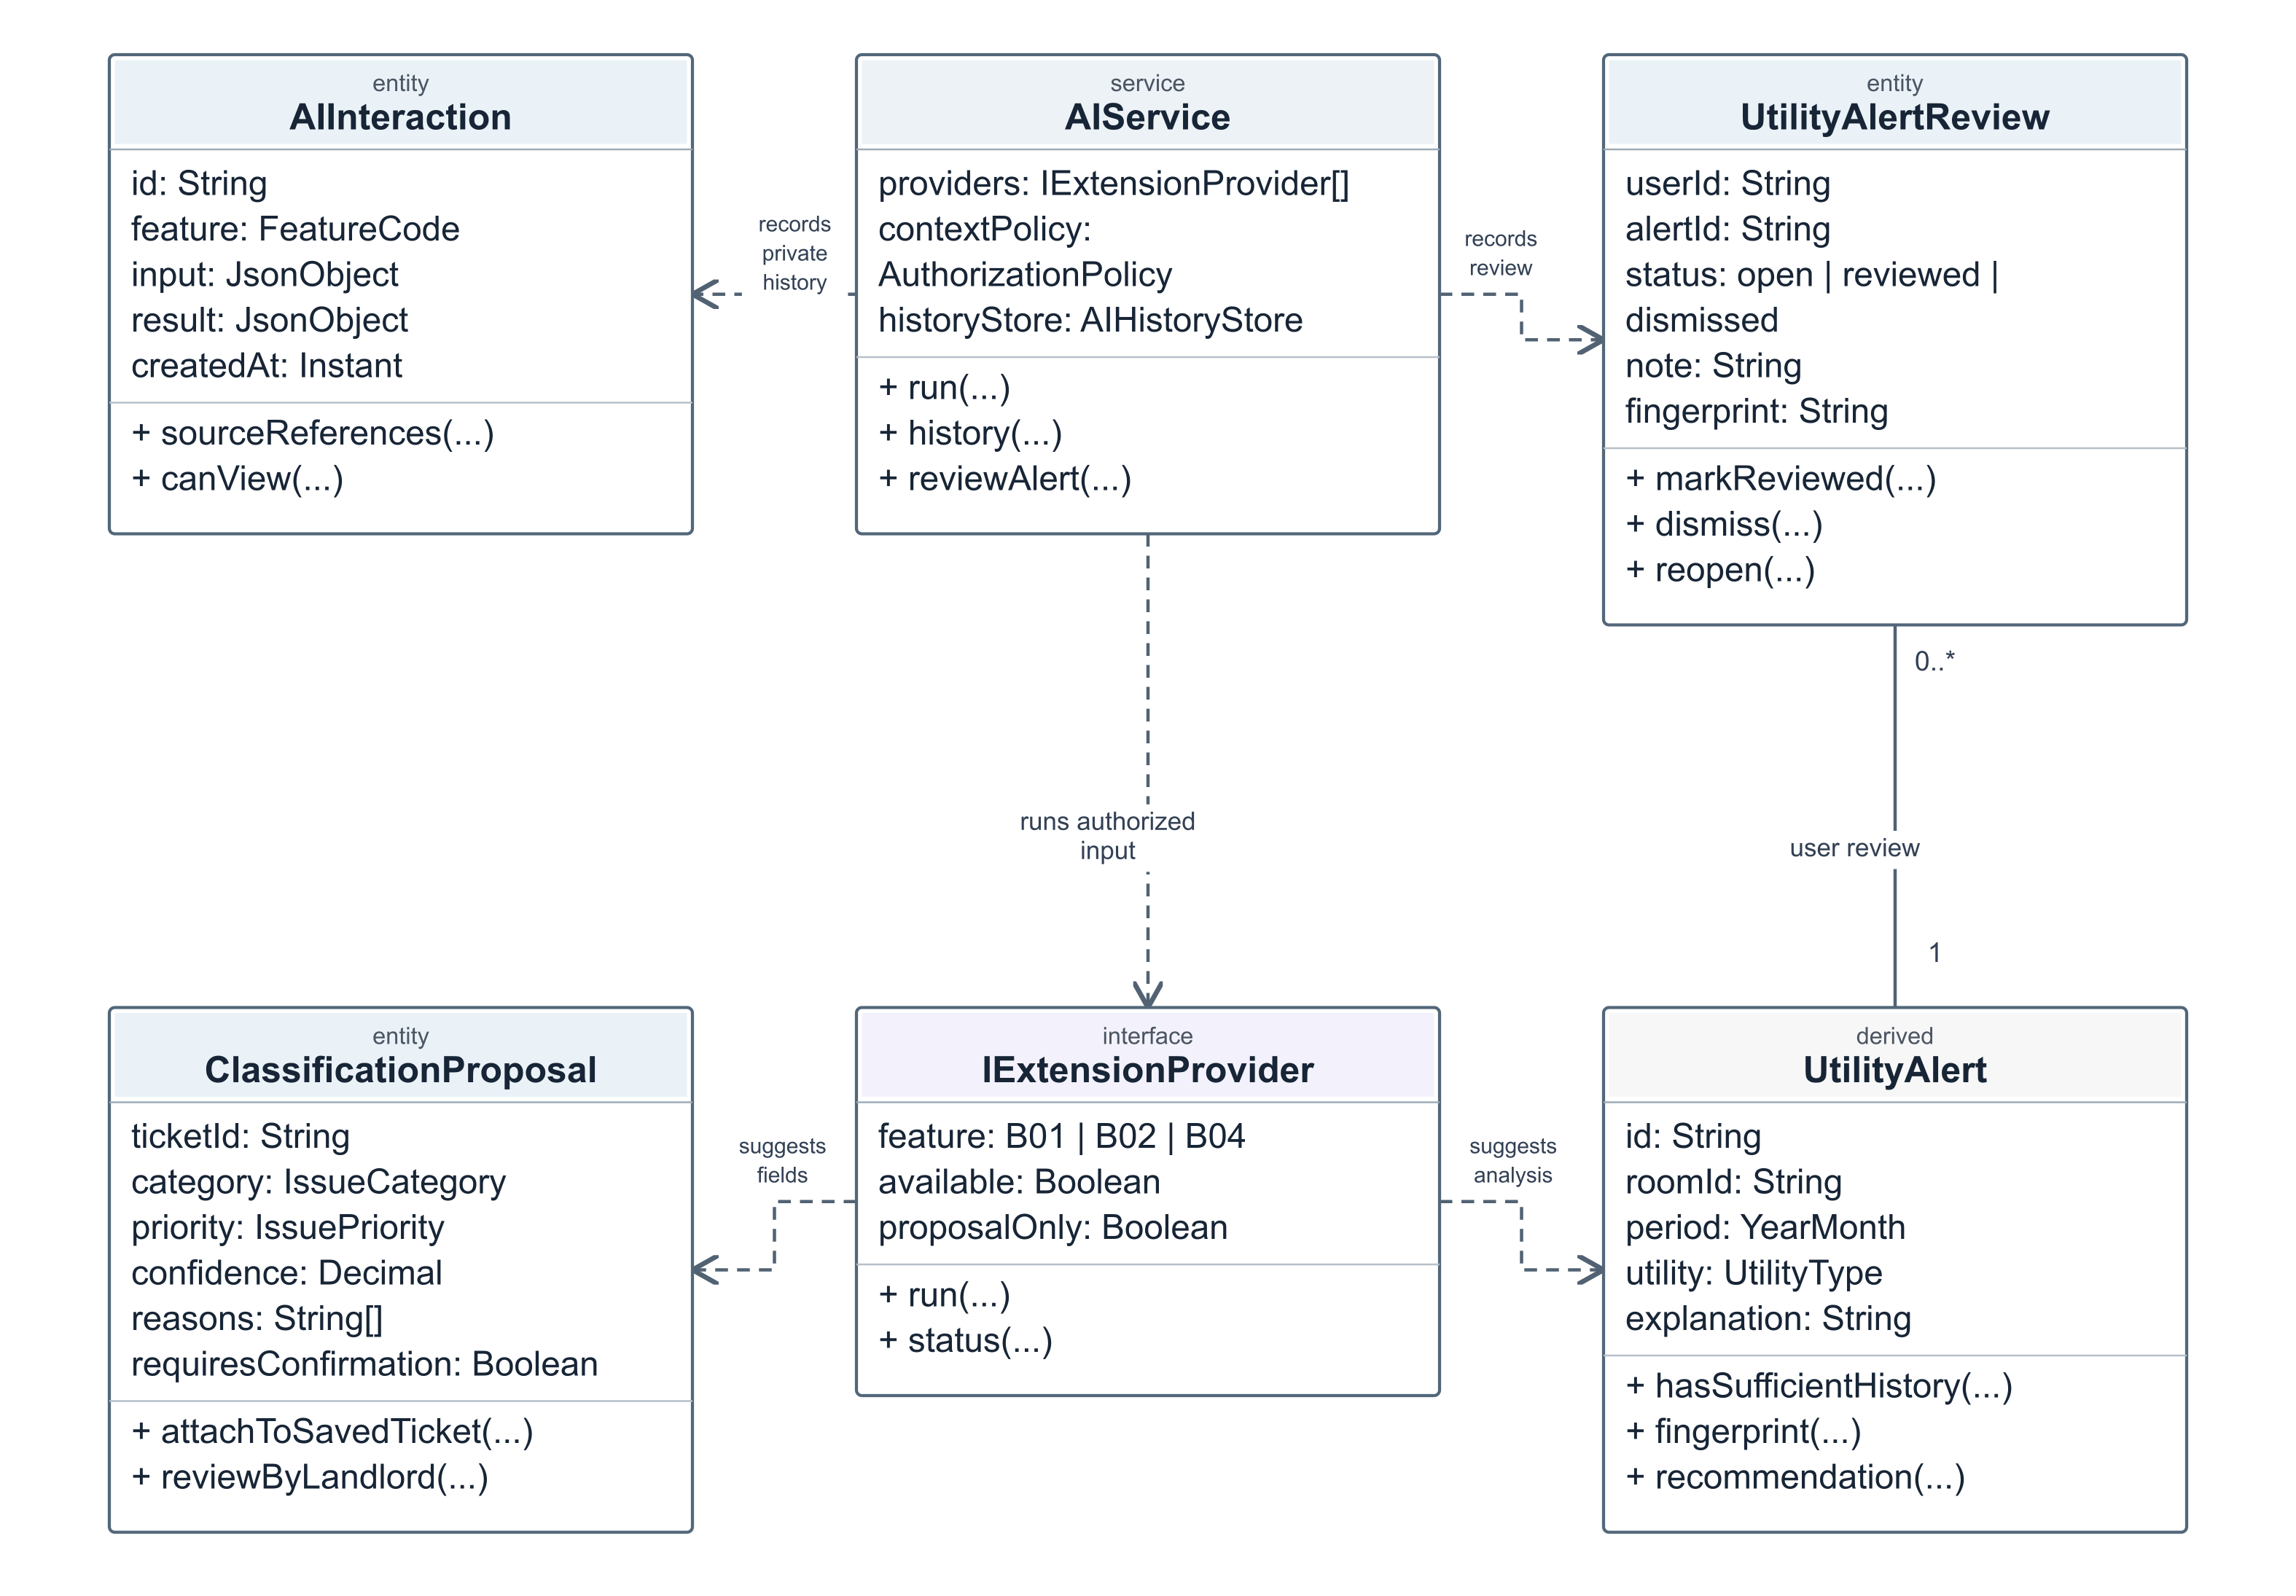 entity
AIInteraction
id: String
feature: FeatureCode
input: JsonObject
result: JsonObject
createdAt: Instant
+ sourceReferences(...)
+ canView(...)
records
private
history
service
AIService
providers: IExtensionProvider[]
contextPolicy:
AuthorizationPolicy
historyStore: AIHistoryStore
+ run(...)
+ history(...)
+ reviewAlert(...)
records
review
entity
UtilityAlertReview
userId: String
alertId: String
status: open | reviewed |
dismissed
note: String
fingerprint: String
+ markReviewed(...)
+ dismiss(...)
+ reopen(...)
0..*
runs authorized
input
user review
1
entity
ClassificationProposal
ticketId: String
category: IssueCategory
priority: IssuePriority
confidence: Decimal
reasons: String[]
requiresConfirmation: Boolean
+ attachToSavedTicket(...)
+ reviewByLandlord(...)
suggests
fields
interface
IExtensionProvider
feature: B01 | B02 | B04
available: Boolean
proposalOnly: Boolean
+ run(...)
+ status(...)
suggests
analysis
derived
UtilityAlert
id: String
roomId: String
period: YearMonth
utility: UtilityType
explanation: String
+ hasSufficientHistory(...)
+ fingerprint(...)
+ recommendation(...)